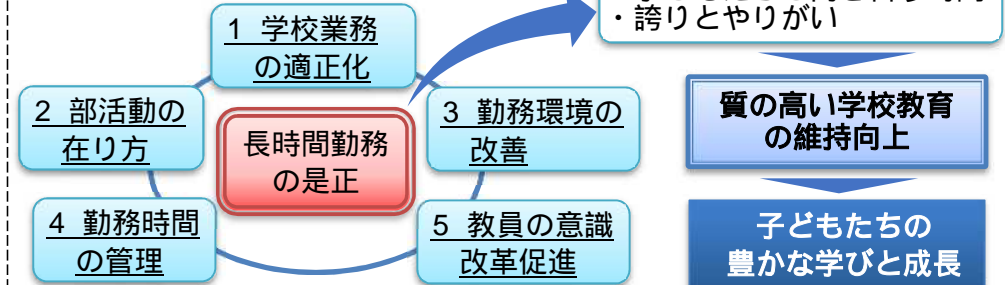 ・誇りとやりがい
1 学校業務
の適正化
2 部活動の
在り方
長時間勤務
の是正
3 勤務環境の
改善
4 勤務時間
の管理
5 教員の意識
改革促進
質の高い学校教育
の維持向上
子どもたちの
豊かな学びと成長